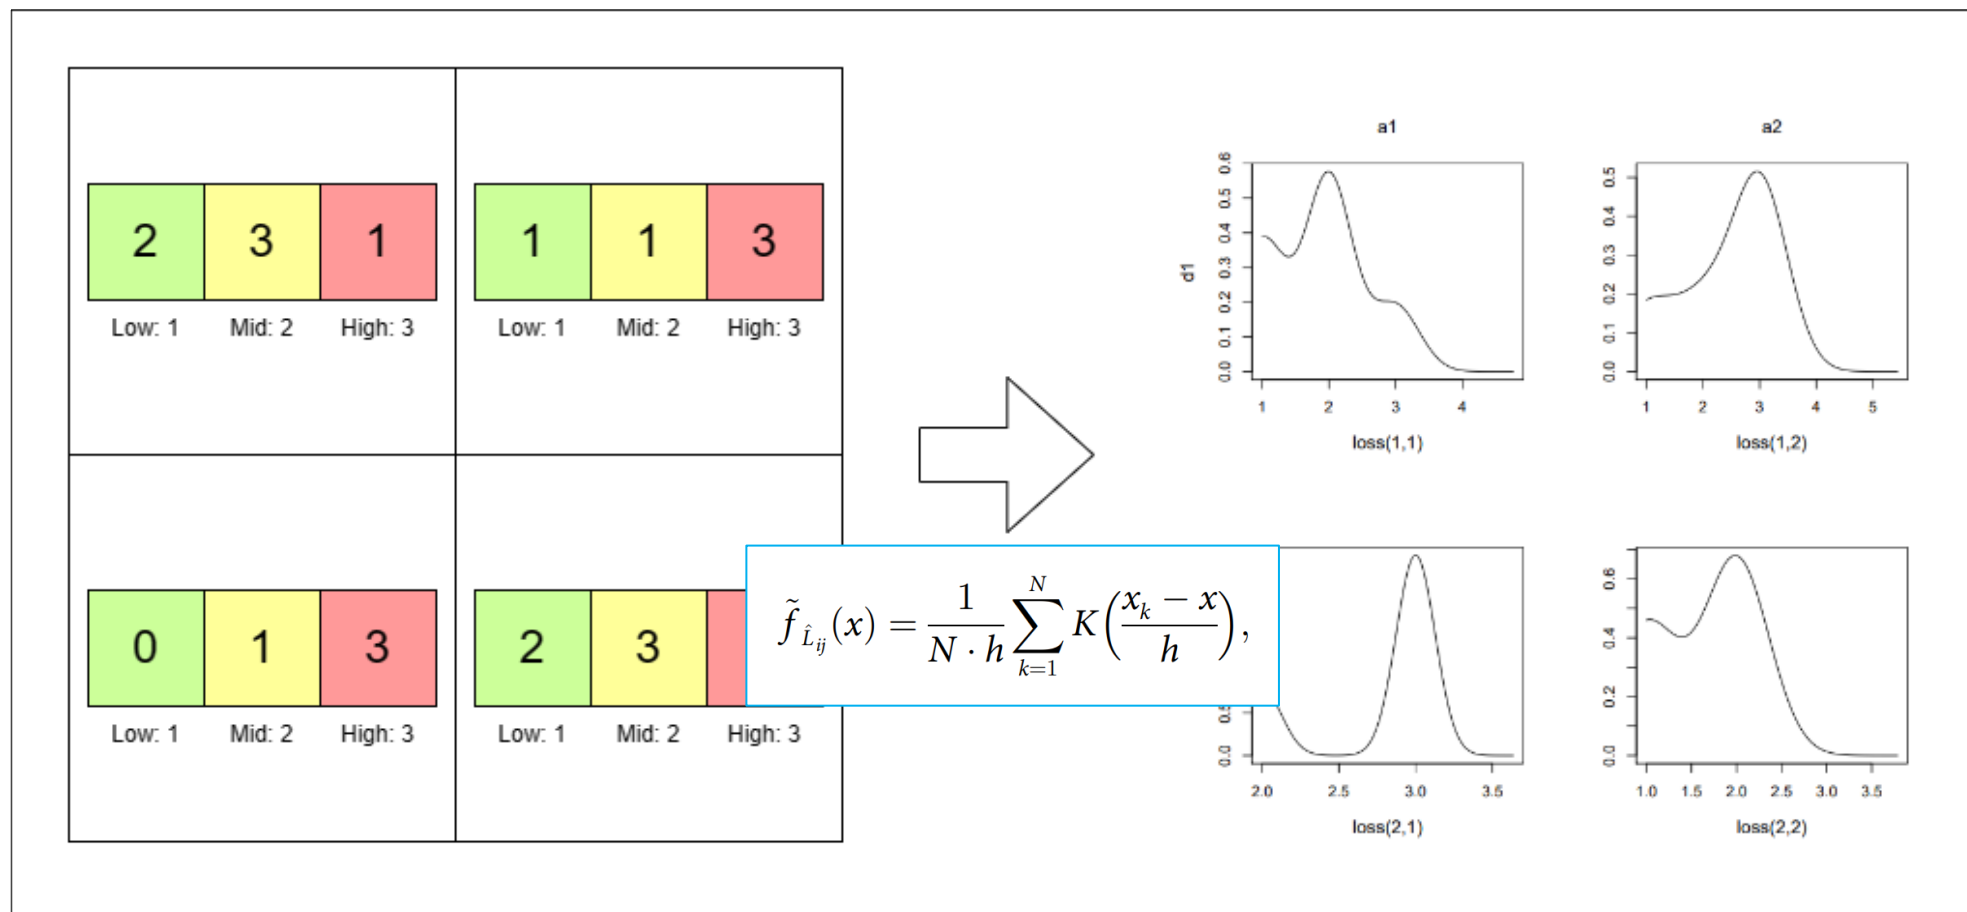 2 3 1
Low: 1 Mid: 2 High: 3
1 1 3
Low: 1 Mid: 2 High: 3
0 1 3
Low: 1 Mid: 2 High: 3
2 3
Low: 1 Mid: 2 High: 3
f̃_{L̂_{ij}}(x) = \frac{1}{N · h} \sum_{k=1}^{N} K(\frac{x_k − x}{h}),
a1
d1
0.6
0.5
0.4
0.3
0.2
0.1
0.0
1 2 3 4
loss(1,1)
a2
0.5
0.4
0.3
0.2
0.1
0.0
1 2 3 4 5
loss(1,2)
0.0
2.0 2.5 3.0 3.5
loss(2,1)
0.6
0.4
0.2
0.0
1.0 1.5 2.0 2.5 3.0 3.5
loss(2,2)